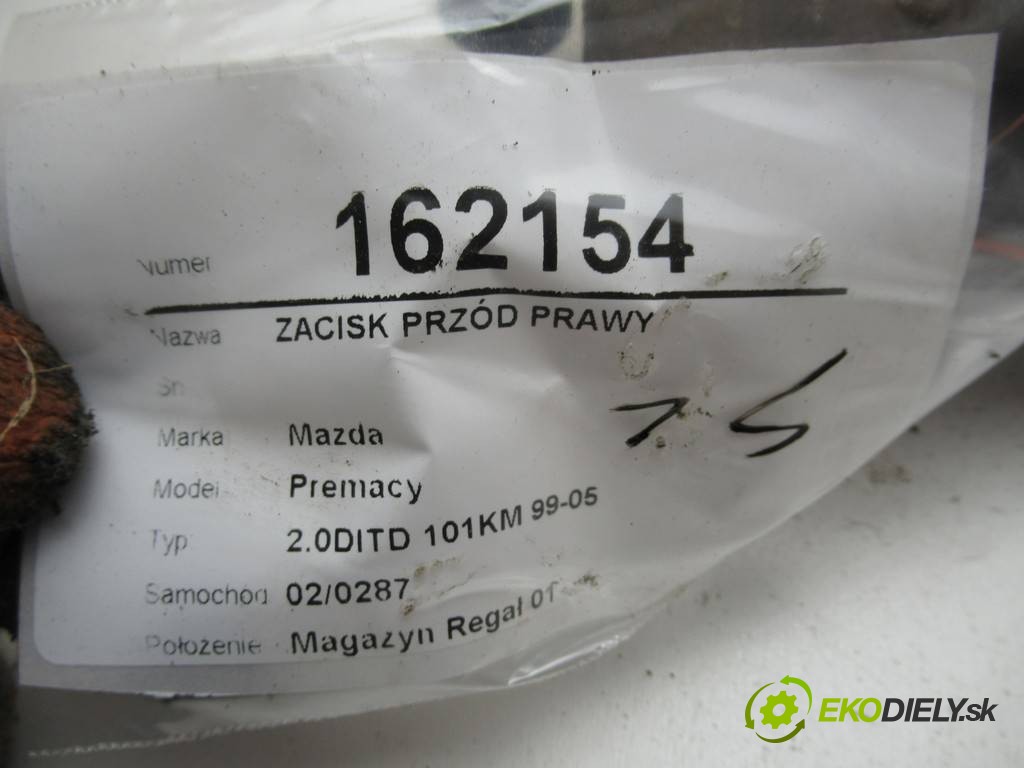 Numer 162154
Nazwa ZACISK PRZÓD PRAWY
Sn
Marka Mazda
Model Premacy
Typ 2.0DITD 101KM 99-05
Samochód 02/0287
Położenie Magazyn Regał 01
EKODIELY.sk